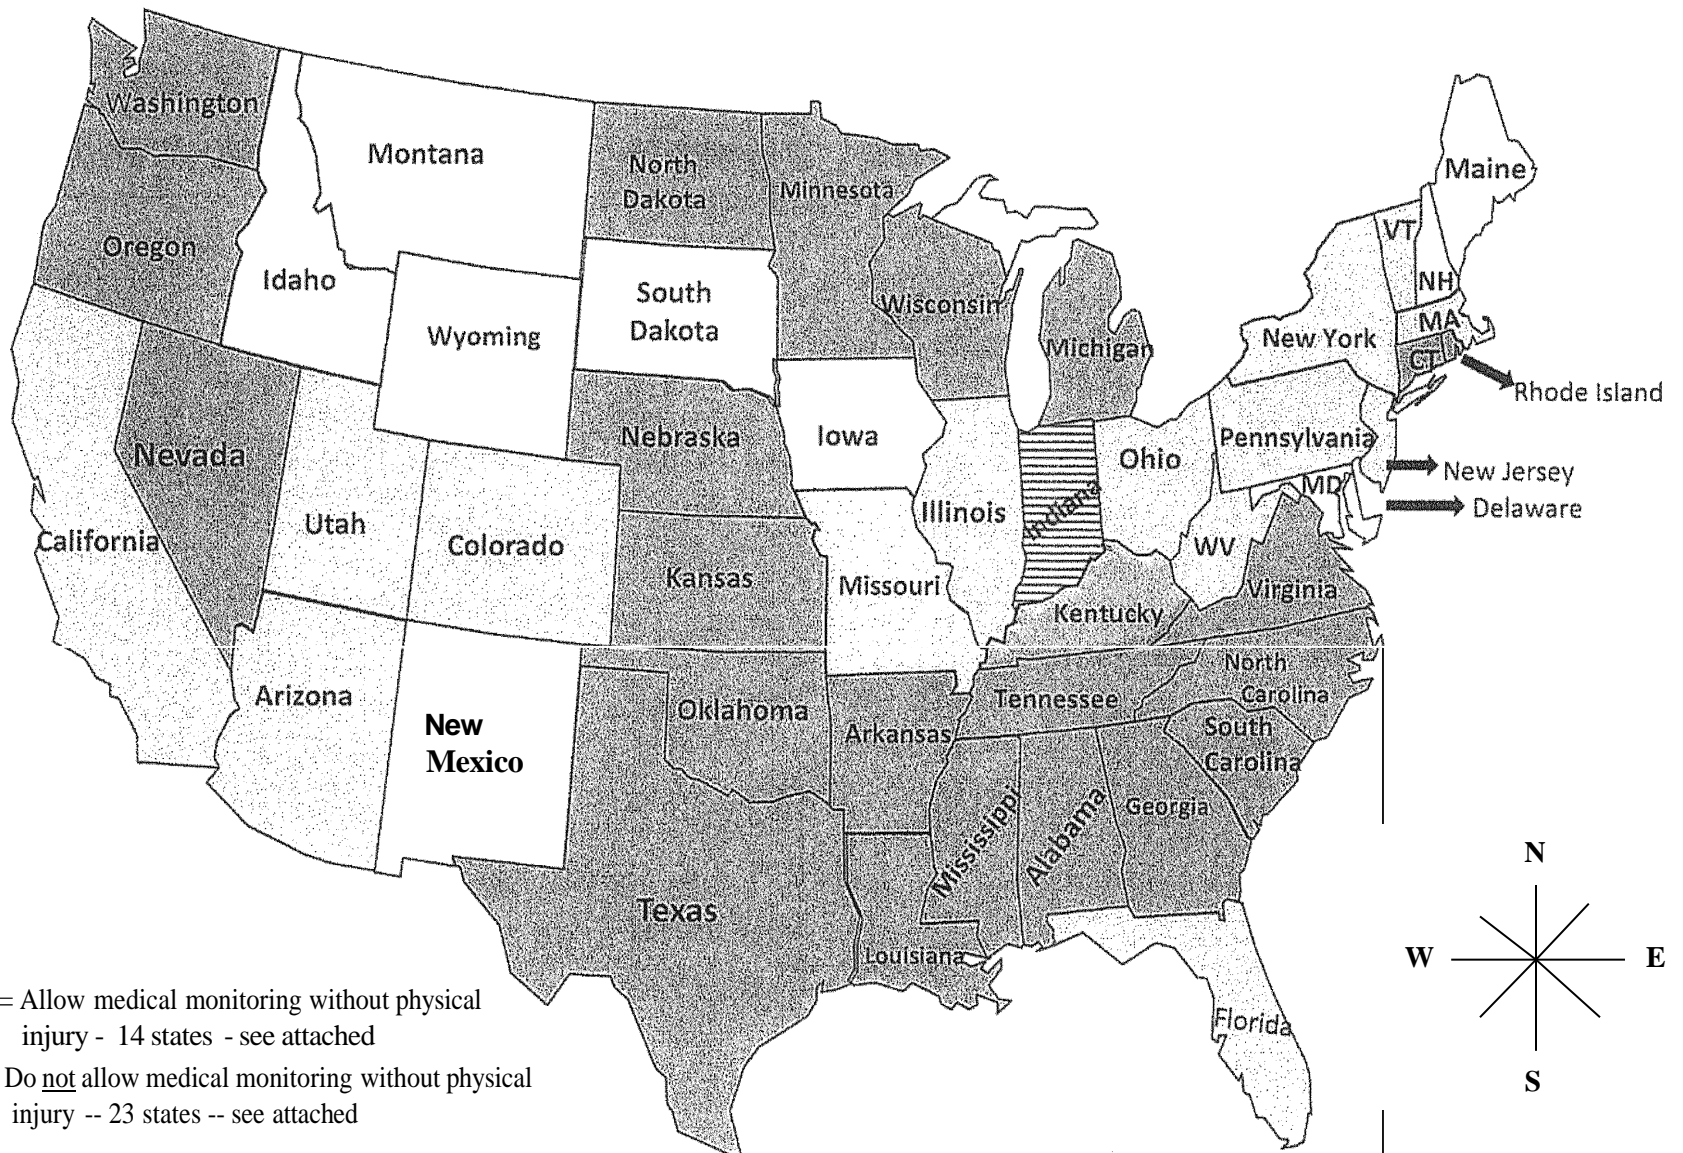 Washington
Montana
North
Dakota
Minnesota
Maine
VT
Oregon
Idaho
South
Dakota
Wisconsin
NH
Wyoming
Michigan
New York
MA
CT
Rhode Island
Nevada
Nebraska
Iowa
Ohio
Pennsylvania
New Jersey
MD
Delaware
Utah
California
Colorado
Illinois
Indiana
WV
Kansas
Missouri
Kentucky
Virginia
Arizona
New
Mexico
Oklahoma
Arkansas
Tennessee
North
Carolina
South
Carolina
Mississippi
Alabama
Georgia
Texas
Louisiana
Florida
N
W
E
S
= Allow medical monitoring without physical
injury - 14 states - see attached
Do not allow medical monitoring without physical
injury -- 23 states -- see attached